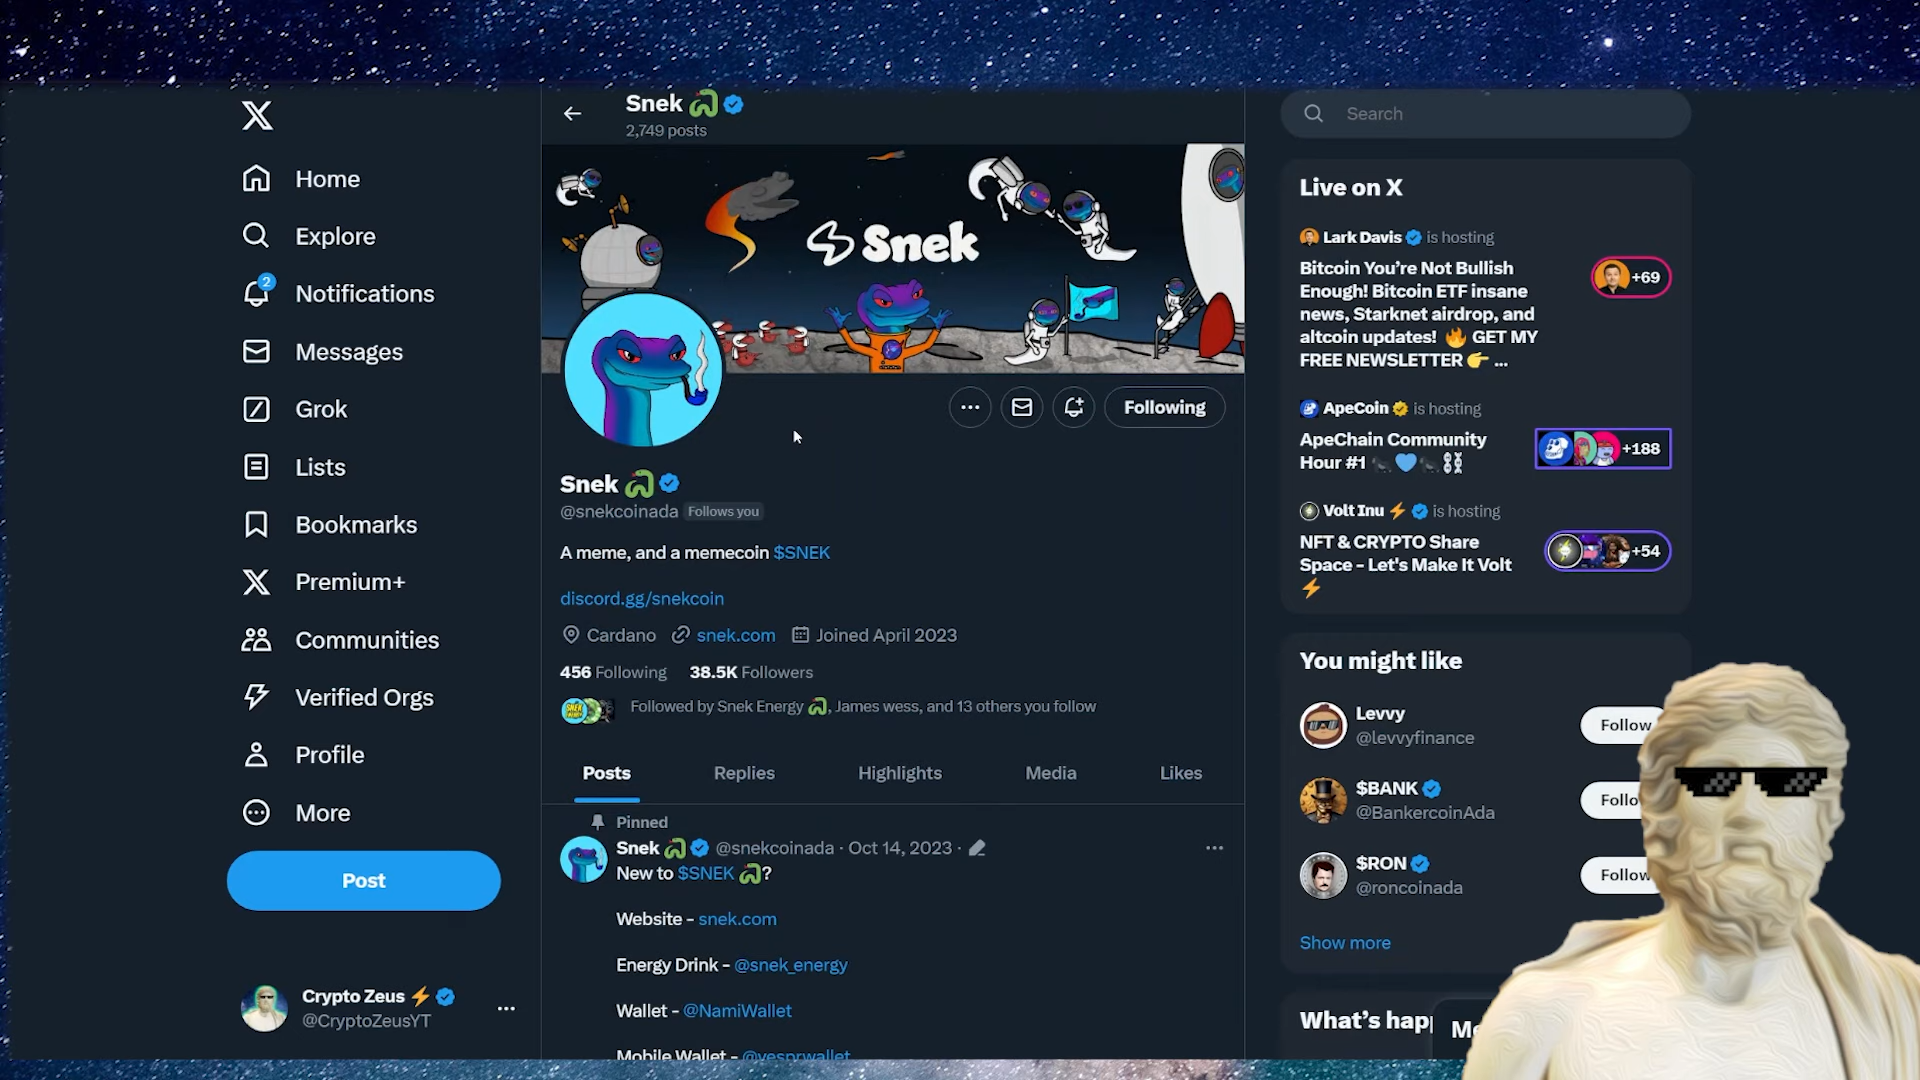 Home
Explore
2
Notifications
Messages
Grok
Lists
Bookmarks
Premium+
Communities
Verified Orgs
Profile
More
Post
Crypto Zeus
@CryptoZeusYT
Snek
2,749 posts
Snek
Following
Snek
@snekcoinada Follows you
A meme, and a memecoin $SNEK
discord.gg/snekcoin
Cardano snek.com Joined April 2023
456 Following 38.5K Followers
Followed by Snek Energy, James wess, and 13 others you follow
Posts Replies Highlights Media Likes
Pinned
Snek @snekcoinada · Oct 14, 2023 ·
New to $SNEK ?
Website - snek.com
Energy Drink - @snek_energy
Wallet - @NamiWallet
Mobile Wallet - @vesprwallet
Search
Live on X
Lark Davis is hosting
Bitcoin You're Not Bullish
Enough! Bitcoin ETF insane
news, Starknet airdrop, and
altcoin updates! GET MY
FREE NEWSLETTER ...
+69
ApeCoin is hosting
ApeChain Community
Hour #1
+188
Volt Inu is hosting
NFT & CRYPTO Share
Space - Let's Make It Volt
+54
You might like
Levvy
@levvyfinance
Follow
$BANK
@BankercoinAda
Follo
$RON
@roncoinada
Follow
Show more
What's hap